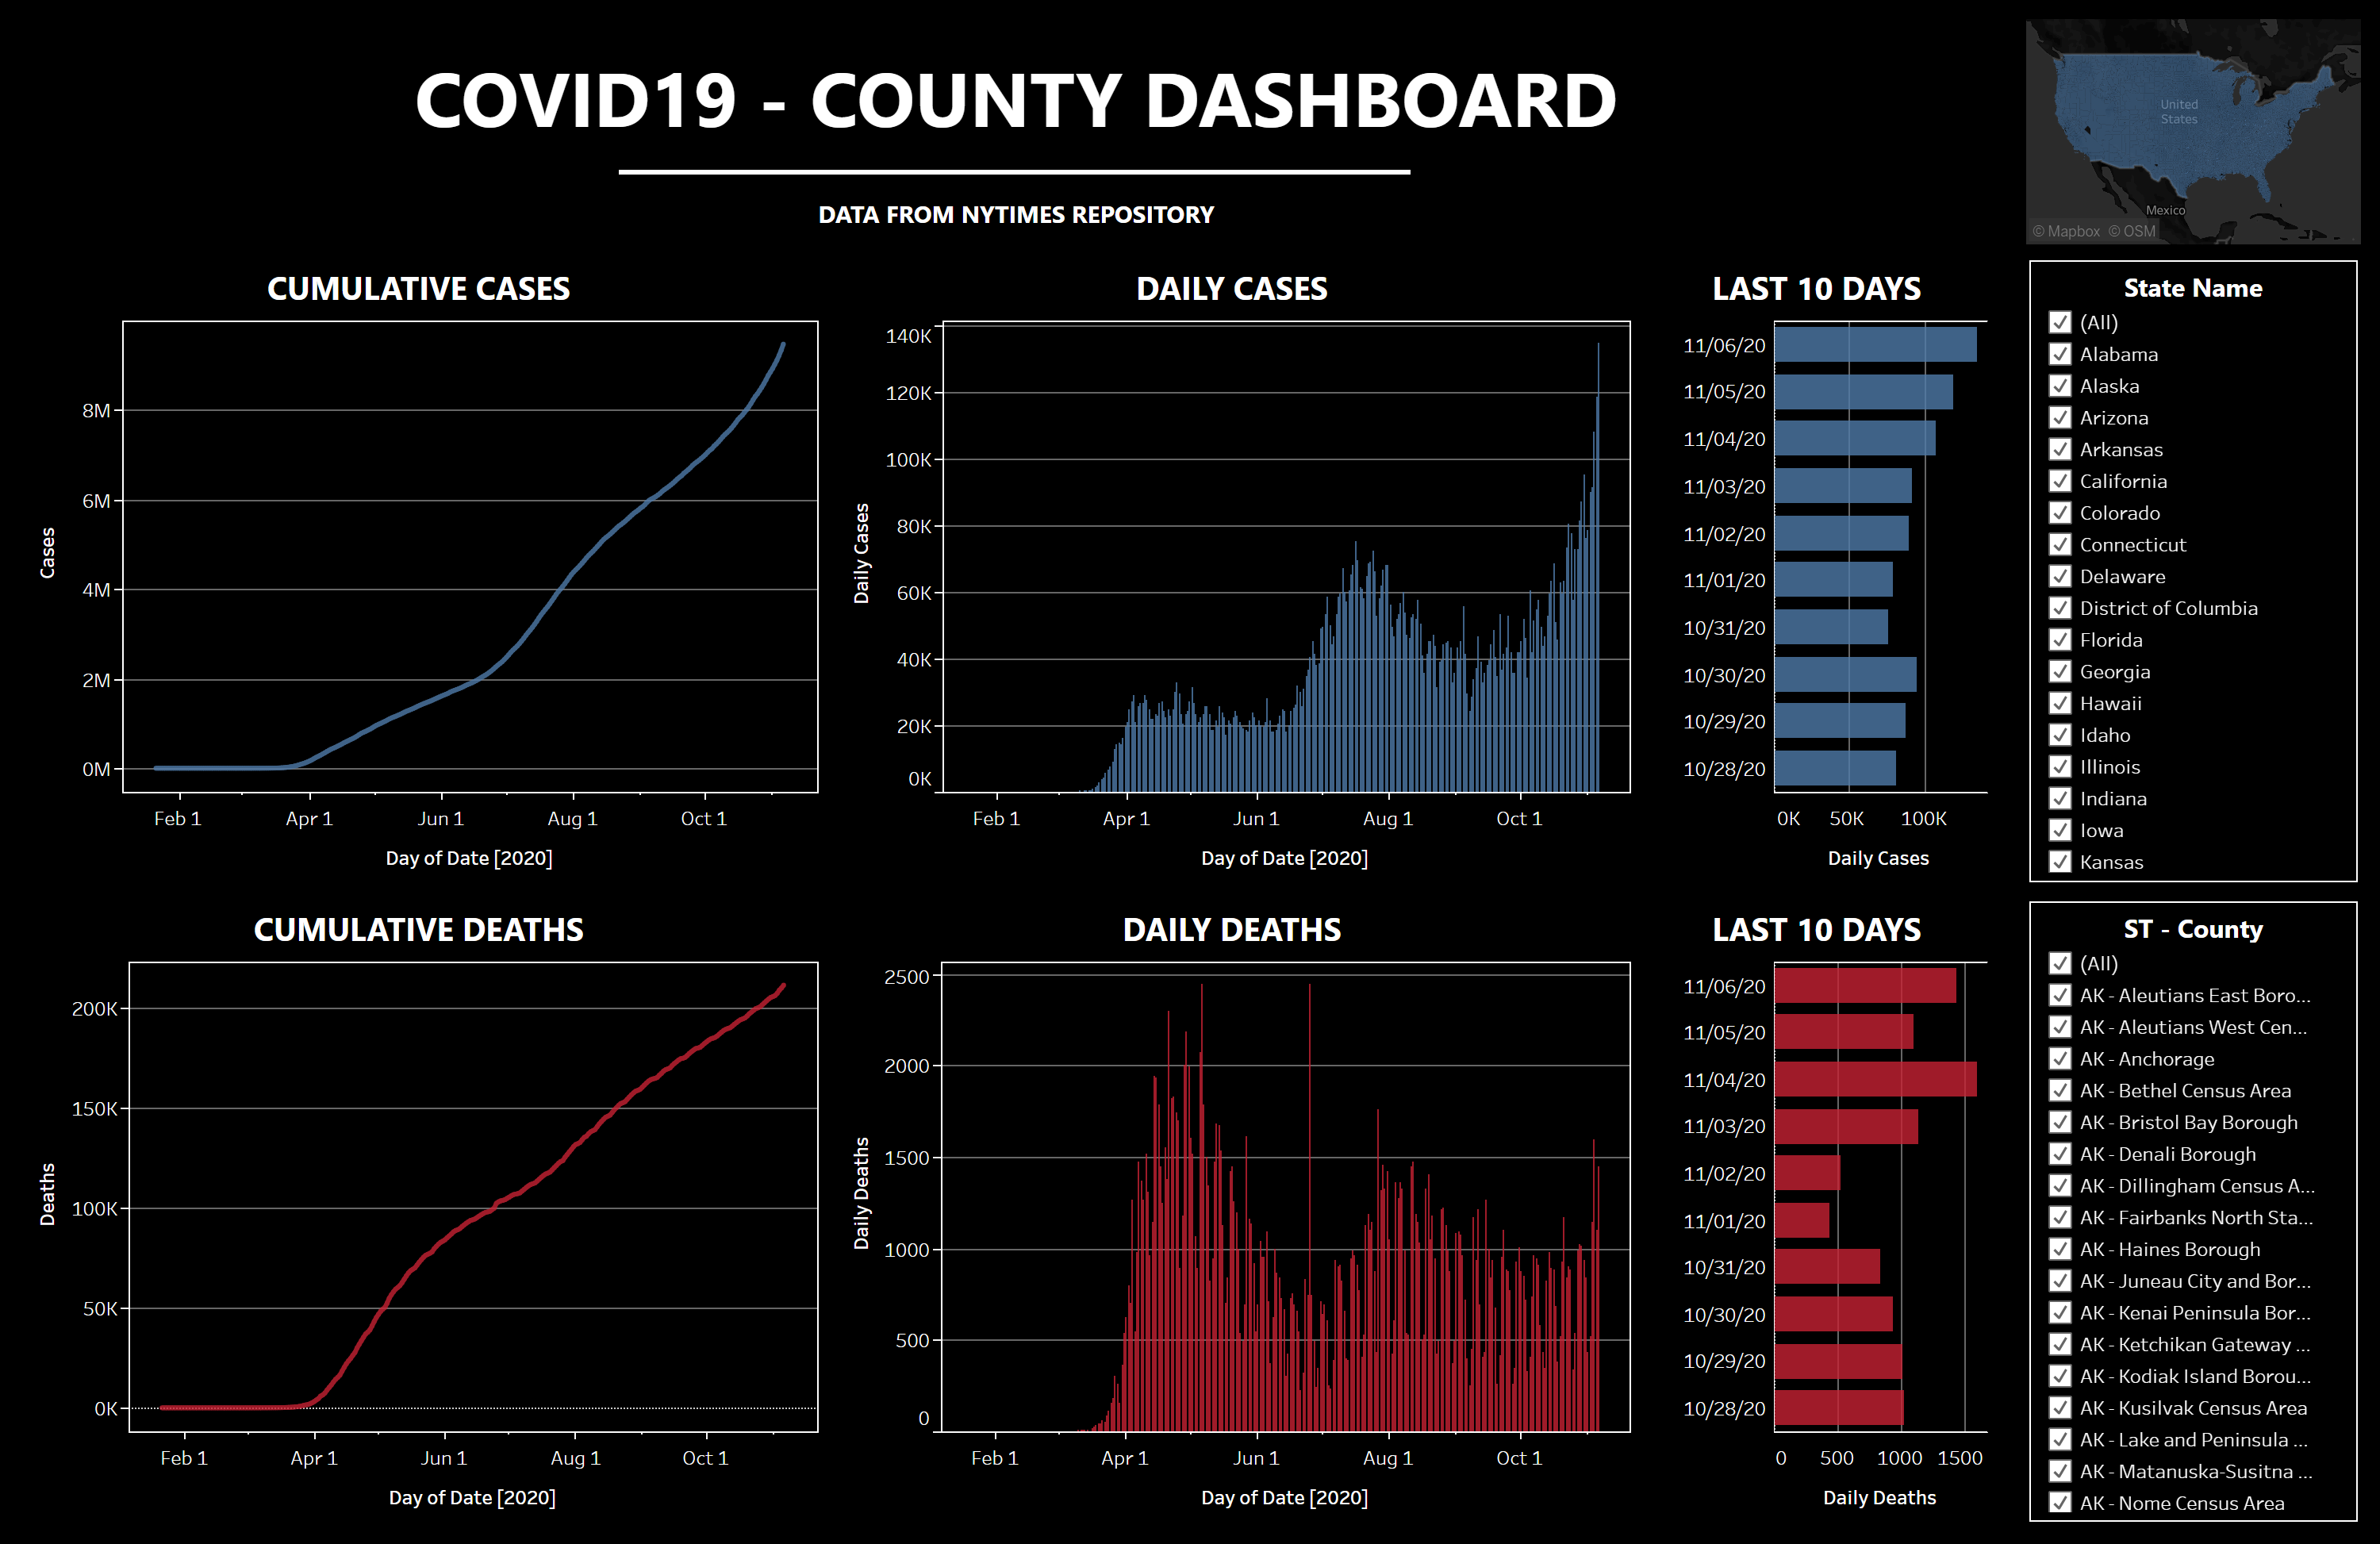 COVID19 - COUNTY DASHBOARD
DATA FROM NYTIMES REPOSITORY
United
States
Mexico
© Mapbox © OSM
CUMULATIVE CASES
Cases
8M
6M
4M
2M
0M
Feb 1 Apr 1 Jun 1 Aug 1 Oct 1
Day of Date [2020]
DAILY CASES
Daily Cases
140K
120K
100K
80K
60K
40K
20K
0K
Feb 1 Apr 1 Jun 1 Aug 1 Oct 1
Day of Date [2020]
LAST 10 DAYS
11/06/20
11/05/20
11/04/20
11/03/20
11/02/20
11/01/20
10/31/20
10/30/20
10/29/20
10/28/20
0K 50K 100K
Daily Cases
State Name
(All)
Alabama
Alaska
Arizona
Arkansas
California
Colorado
Connecticut
Delaware
District of Columbia
Florida
Georgia
Hawaii
Idaho
Illinois
Indiana
Iowa
Kansas
CUMULATIVE DEATHS
Deaths
200K
150K
100K
50K
0K
Feb 1 Apr 1 Jun 1 Aug 1 Oct 1
Day of Date [2020]
DAILY DEATHS
Daily Deaths
2500
2000
1500
1000
500
0
Feb 1 Apr 1 Jun 1 Aug 1 Oct 1
Day of Date [2020]
LAST 10 DAYS
11/06/20
11/05/20
11/04/20
11/03/20
11/02/20
11/01/20
10/31/20
10/30/20
10/29/20
10/28/20
0 500 1000 1500
Daily Deaths
ST - County
(All)
AK - Aleutians East Boro...
AK - Aleutians West Cen...
AK - Anchorage
AK - Bethel Census Area
AK - Bristol Bay Borough
AK - Denali Borough
AK - Dillingham Census A...
AK - Fairbanks North Sta...
AK - Haines Borough
AK - Juneau City and Bor...
AK - Kenai Peninsula Bor...
AK - Ketchikan Gateway ...
AK - Kodiak Island Borou...
AK - Kusilvak Census Area
AK - Lake and Peninsula ...
AK - Matanuska-Susitna ...
AK - Nome Census Area